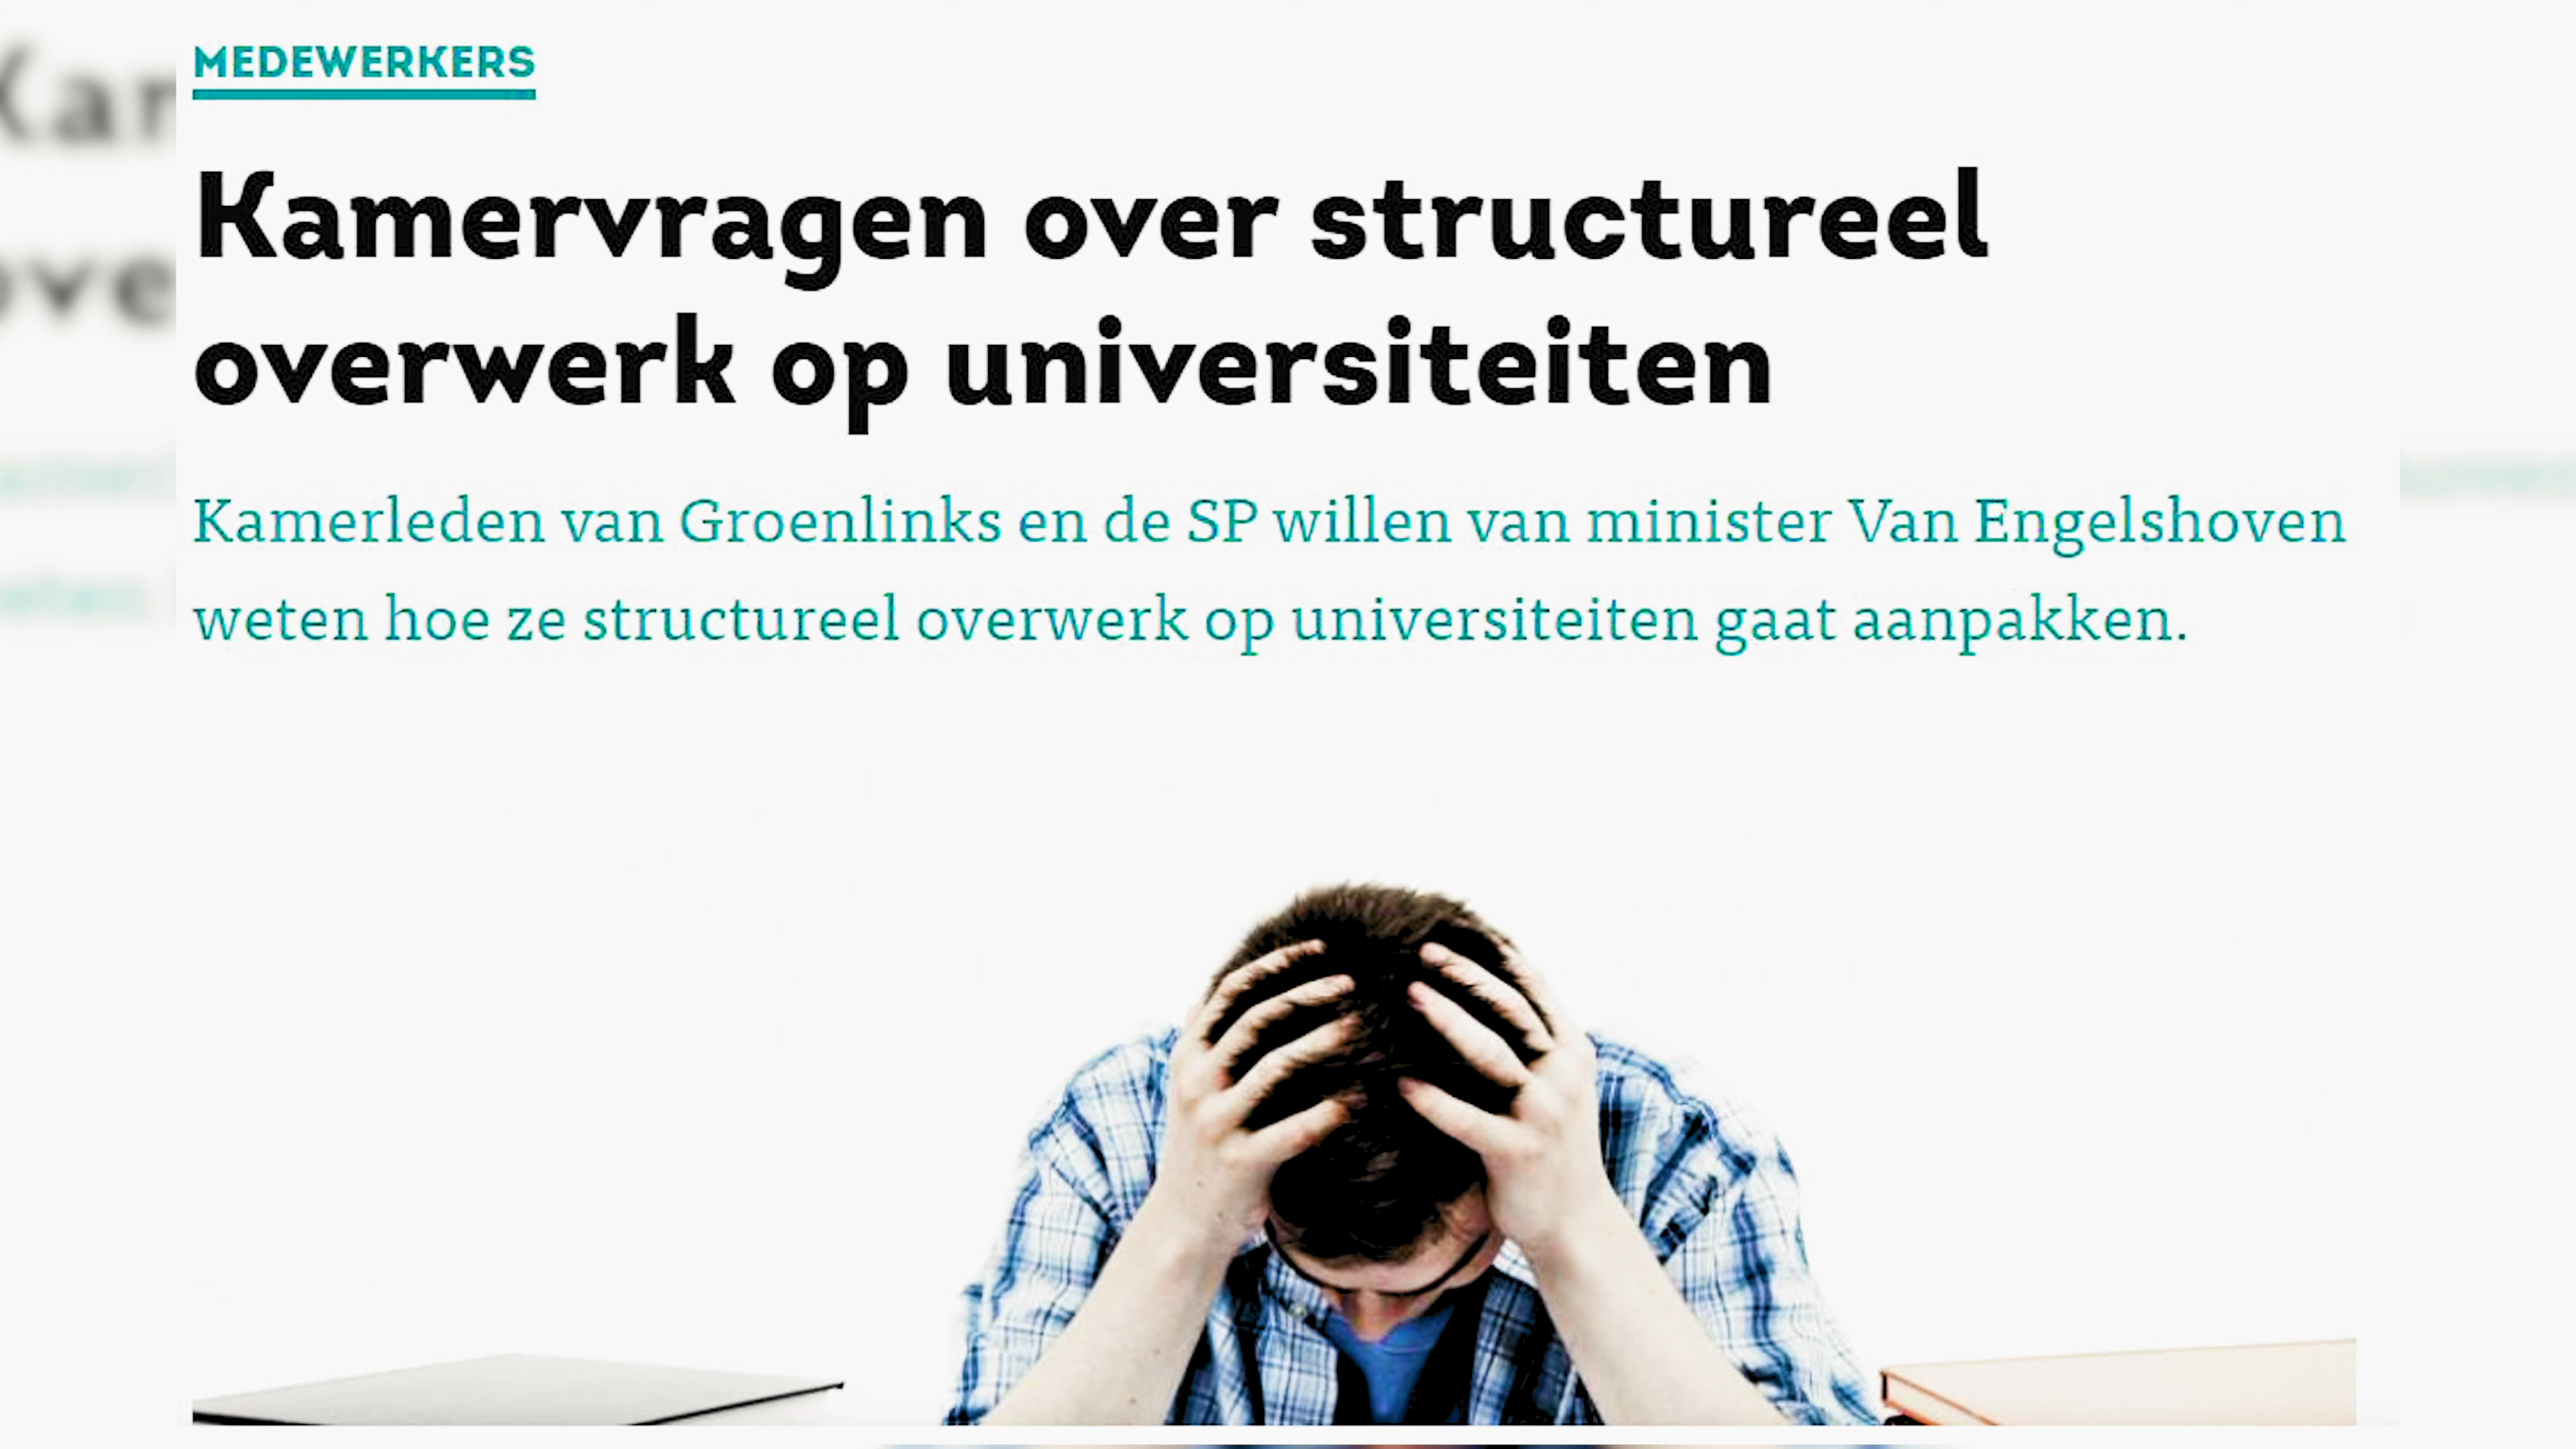 MEDEWERKERS
Kamervragen over structureel
overwerk op universiteiten
Kamerleden van Groenlinks en de SP willen van minister Van Engelshoven
weten hoe ze structureel overwerk op universiteiten gaat aanpakken.